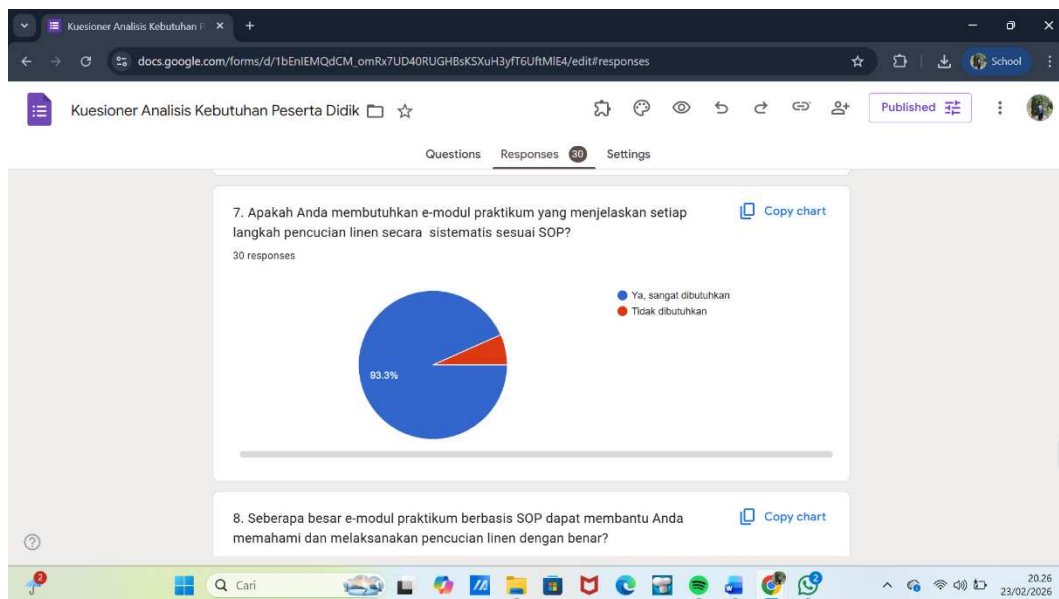 Kuesioner Analisis Kebutuhan P
docs.google.com/forms/d/1bEnIEMQdCM_omRx7UD40RUGHBsKSXuH3yfT6UftMlE4/edit#responses
School
Kuesioner Analisis Kebutuhan Peserta Didik
Published
Questions Responses 30 Settings
7. Apakah Anda membutuhkan e-modul praktikum yang menjelaskan setiap
langkah pencucian linen secara sistematis sesuai SOP?
Copy chart
30 responses
Ya, sangat dibutuhkan
Tidak dibutuhkan
93.3%
8. Seberapa besar e-modul praktikum berbasis SOP dapat membantu Anda
memahami dan melaksanakan pencucian linen dengan benar?
Copy chart
2
Cari
2
20.26
23/02/2026